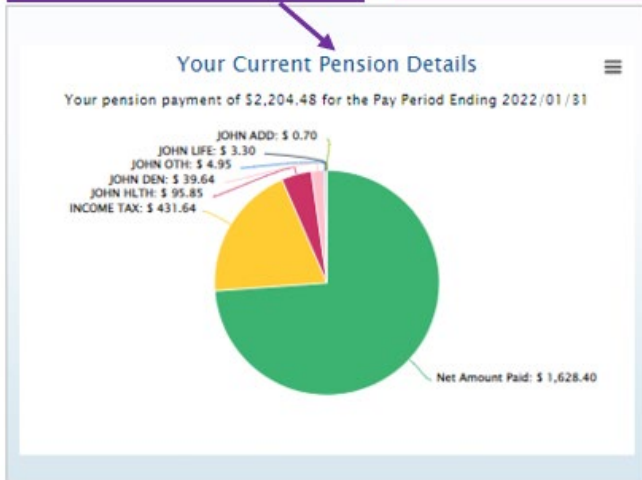 Your Current Pension Details
Your pension payment of $2,204.48 for the Pay Period Ending 2022/01/31
JOHN ADD: $ 0.70
JOHN LIFE: $ 3.30
JOHN OTH: $ 4.95
JOHN DEN: $ 39.64
JOHN HLTH: $ 95.85
INCOME TAX: $ 431.64
Net Amount Paid: $ 1,628.40